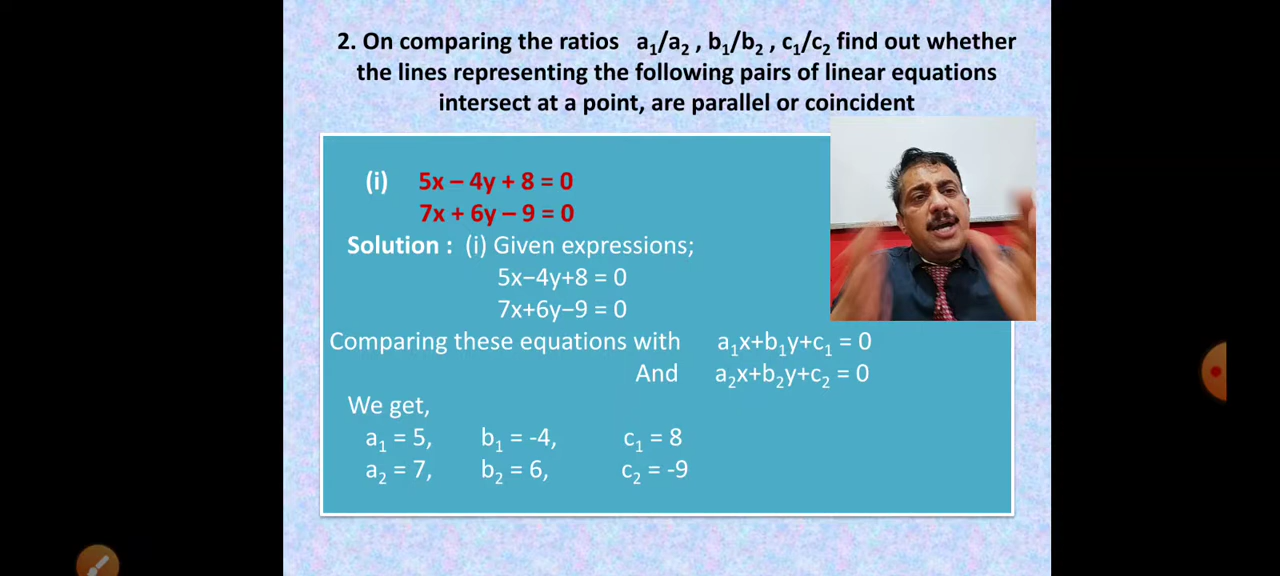 2. On comparing the ratios a₁/a₂ , b₁/b₂ , c₁/c₂ find out whether
the lines representing the following pairs of linear equations
intersect at a point, are parallel or coincident
(i) 5x – 4y + 8 = 0
7x + 6y – 9 = 0
Solution : (i) Given expressions;
5x−4y+8 = 0
7x+6y−9 = 0
Comparing these equations with a₁x+b₁y+c₁ = 0
And a₂x+b₂y+c₂ = 0
We get,
a₁ = 5, b₁ = -4, c₁ = 8
a₂ = 7, b₂ = 6, c₂ = -9